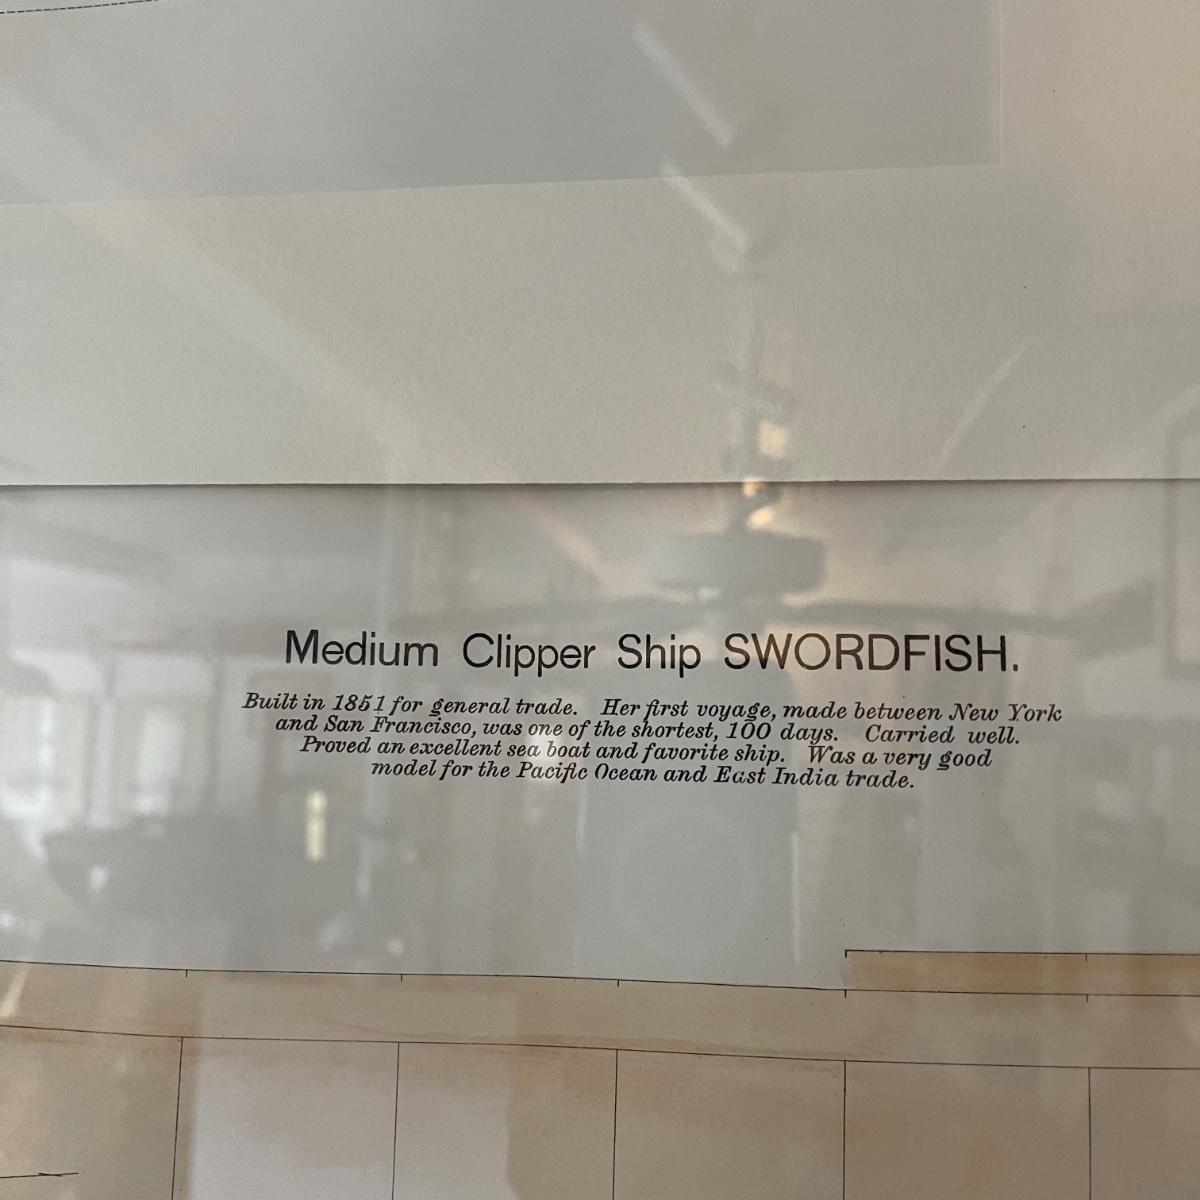 Medium Clipper Ship SWORDFISH.
Built in 1851 for general trade. Her first voyage, made between New York
and San Francisco, was one of the shortest, 100 days. Carried well.
Proved an excellent sea boat and favorite ship. Was a very good
model for the Pacific Ocean and East India trade.